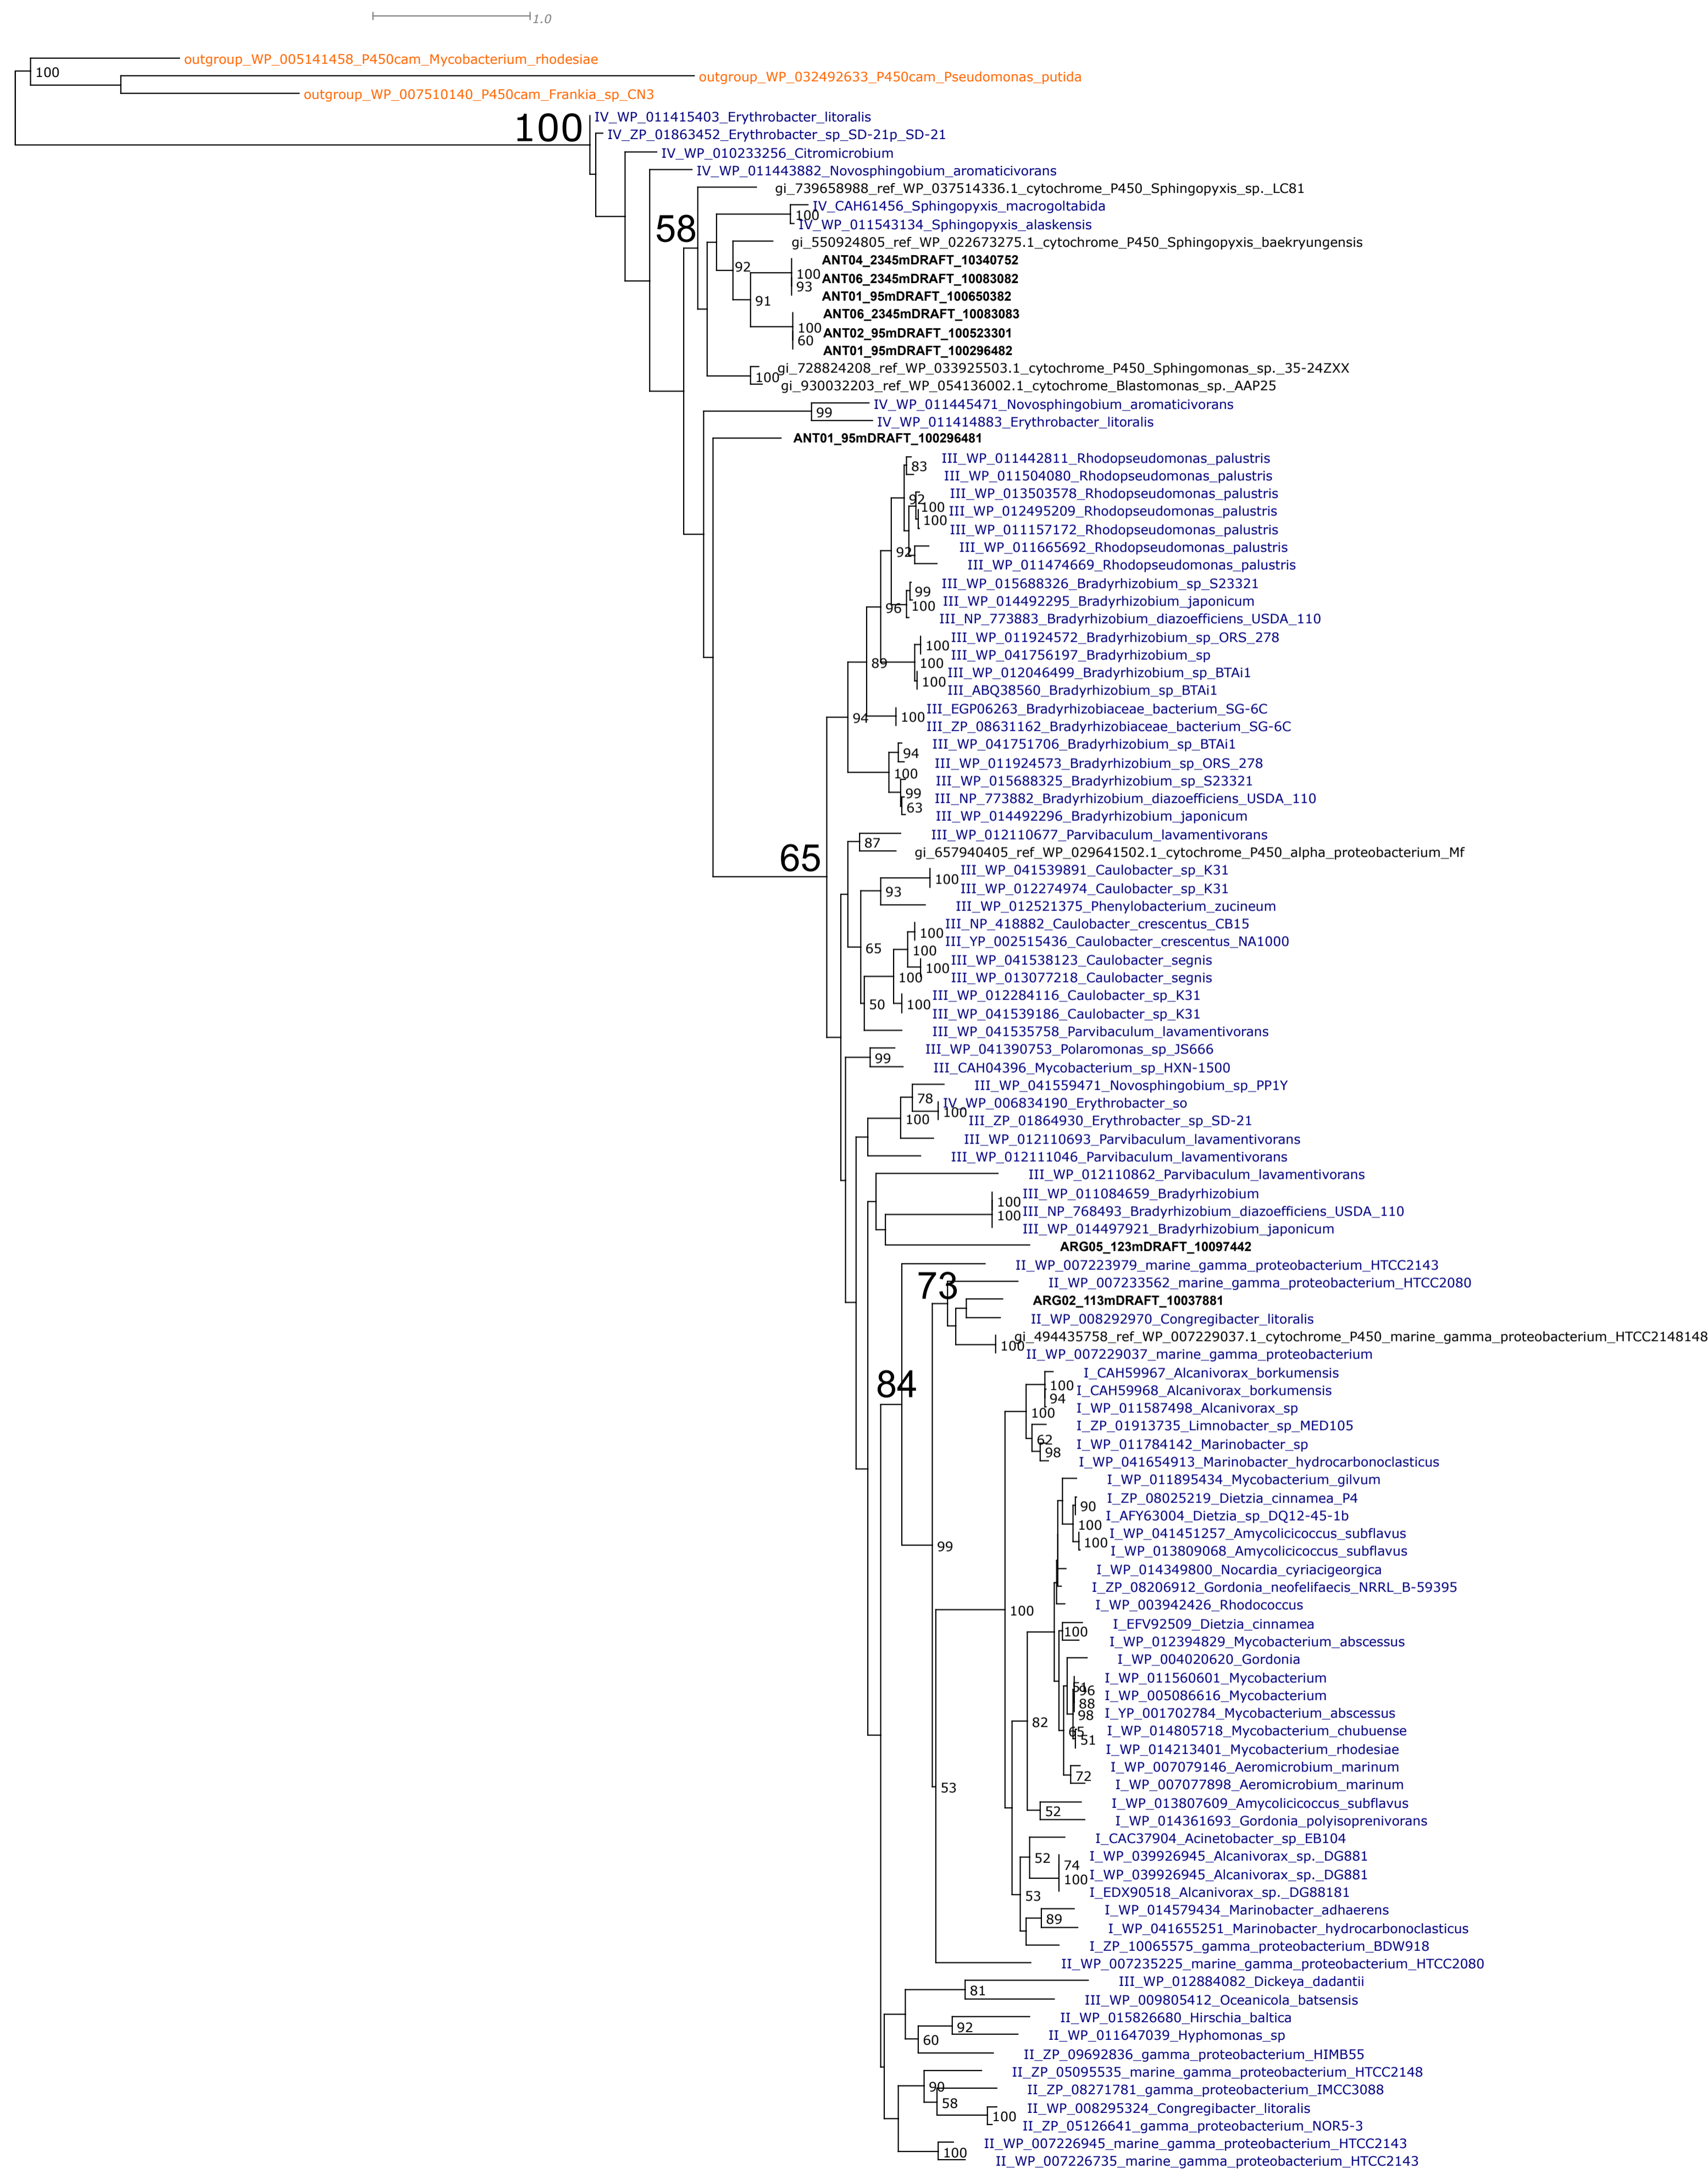 1.0
outgroup_WP_005141458_P450cam_Mycobacterium_rhodesiae
100
outgroup_WP_032492633_P450cam_Pseudomonas_putida
outgroup_WP_007510140_P450cam_Frankia_sp_CN3
IV_WP_011415403_Erythrobacter_litoralis
100
IV_ZP_01863452_Erythrobacter_sp_SD-21p_SD-21
IV_WP_010233256_Citromicrobium
IV_WP_011443882_Novosphingobium_aromaticivorans
gi_739658988_ref_WP_037514336.1_cytochrome_P450_Sphingopyxis_sp._LC81
IV_CAH61456_Sphingopyxis_macrogoltabida
100
IV_WP_011543134_Sphingopyxis_alaskensis
58
gi_550924805_ref_WP_022673275.1_cytochrome_P450_Sphingopyxis_baekryungensis
ANT04_2345mDRAFT_10340752
92
100
ANT06_2345mDRAFT_10083082
93
ANT01_95mDRAFT_100650382
91
ANT06_2345mDRAFT_10083083
100
ANT02_95mDRAFT_100523301
60
ANT01_95mDRAFT_100296482
gi_728824208_ref_WP_033925503.1_cytochrome_P450_Sphingomonas_sp._35-24ZXX
100
gi_930032203_ref_WP_054136002.1_cytochrome_Blastomonas_sp._AAP25
IV_WP_011445471_Novosphingobium_aromaticivorans
99
IV_WP_011414883_Erythrobacter_litoralis
ANT01_95mDRAFT_100296481
III_WP_011442811_Rhodopseudomonas_palustris
83
III_WP_011504080_Rhodopseudomonas_palustris
III_WP_013503578_Rhodopseudomonas_palustris
92
100
III_WP_012495209_Rhodopseudomonas_palustris
100
III_WP_011157172_Rhodopseudomonas_palustris
III_WP_011665692_Rhodopseudomonas_palustris
92
III_WP_011474669_Rhodopseudomonas_palustris
III_WP_015688326_Bradyrhizobium_sp_S23321
99
III_WP_014492295_Bradyrhizobium_japonicum
96
100
III_NP_773883_Bradyrhizobium_diazoefficiens_USDA_110
III_WP_011924572_Bradyrhizobium_sp_ORS_278
100
III_WP_041756197_Bradyrhizobium_sp
89
100
III_WP_012046499_Bradyrhizobium_sp_BTAi1
100
III_ABQ38560_Bradyrhizobium_sp_BTAi1
III_EGP06263_Bradyrhizobiaceae_bacterium_SG-6C
94
100
III_ZP_08631162_Bradyrhizobiaceae_bacterium_SG-6C
III_WP_041751706_Bradyrhizobium_sp_BTAi1
94
III_WP_011924573_Bradyrhizobium_sp_ORS_278
100
III_WP_015688325_Bradyrhizobium_sp_S23321
99
III_NP_773882_Bradyrhizobium_diazoefficiens_USDA_110
63
III_WP_014492296_Bradyrhizobium_japonicum
III_WP_012110677_Parvibaculum_lavamentivorans
87
gi_657940405_ref_WP_029641502.1_cytochrome_P450_alpha_proteobacterium_Mf
65
III_WP_041539891_Caulobacter_sp_K31
100
III_WP_012274974_Caulobacter_sp_K31
93
III_WP_012521375_Phenylobacterium_zucineum
III_NP_418882_Caulobacter_crescentus_CB15
100
III_YP_002515436_Caulobacter_crescentus_NA1000
65
100
III_WP_041538123_Caulobacter_segnis
100
III_WP_013077218_Caulobacter_segnis
100
III_WP_012284116_Caulobacter_sp_K31
50
100
III_WP_041539186_Caulobacter_sp_K31
III_WP_041535758_Parvibaculum_lavamentivorans
III_WP_041390753_Polaromonas_sp_JS666
99
III_CAH04396_Mycobacterium_sp_HXN-1500
III_WP_041559471_Novosphingobium_sp_PP1Y
78
IV_WP_006834190_Erythrobacter_so
100
100
III_ZP_01864930_Erythrobacter_sp_SD-21
III_WP_012110693_Parvibaculum_lavamentivorans
III_WP_012111046_Parvibaculum_lavamentivorans
III_WP_012110862_Parvibaculum_lavamentivorans
III_WP_011084659_Bradyrhizobium
100
III_NP_768493_Bradyrhizobium_diazoefficiens_USDA_110
100
III_WP_014497921_Bradyrhizobium_japonicum
ARG05_123mDRAFT_10097442
II_WP_007223979_marine_gamma_proteobacterium_HTCC2143
73
II_WP_007233562_marine_gamma_proteobacterium_HTCC2080
ARG02_113mDRAFT_10037881
II_WP_008292970_Congregibacter_litoralis
gi_494435758_ref_WP_007229037.1_cytochrome_P450_marine_gamma_proteobacterium_HTCC2148148
100
II_WP_007229037_marine_gamma_proteobacterium
84
I_CAH59967_Alcanivorax_borkumensis
100
I_CAH59968_Alcanivorax_borkumensis
94
I_WP_011587498_Alcanivorax_sp
100
I_ZP_01913735_Limnobacter_sp_MED105
62
I_WP_011784142_Marinobacter_sp
98
I_WP_041654913_Marinobacter_hydrocarbonoclasticus
I_WP_011895434_Mycobacterium_gilvum
I_ZP_08025219_Dietzia_cinnamea_P4
90
I_AFY63004_Dietzia_sp_DQ12-45-1b
100
I_WP_041451257_Amycolicicoccus_subflavus
99
100
I_WP_013809068_Amycolicicoccus_subflavus
I_WP_014349800_Nocardia_cyriacigeorgica
I_ZP_08206912_Gordonia_neofelifaecis_NRRL_B-59395
I_WP_003942426_Rhodococcus
100
I_EFV92509_Dietzia_cinnamea
100
I_WP_012394829_Mycobacterium_abscessus
I_WP_004020620_Gordonia
I_WP_011560601_Mycobacterium
51
96
I_WP_005086616_Mycobacterium
88
I_YP_001702784_Mycobacterium_abscessus
98
82
I_WP_014805718_Mycobacterium_chubuense
65
51
I_WP_014213401_Mycobacterium_rhodesiae
I_WP_007079146_Aeromicrobium_marinum
72
I_WP_007077898_Aeromicrobium_marinum
53
I_WP_013807609_Amycolicicoccus_subflavus
52
I_WP_014361693_Gordonia_polyisoprenivorans
I_CAC37904_Acinetobacter_sp_EB104
52
I_WP_039926945_Alcanivorax_sp._DG881
74
I_WP_039926945_Alcanivorax_sp._DG881
100
I_EDX90518_Alcanivorax_sp._DG88181
53
I_WP_014579434_Marinobacter_adhaerens
89
I_WP_041655251_Marinobacter_hydrocarbonoclasticus
I_ZP_10065575_gamma_proteobacterium_BDW918
II_WP_007235225_marine_gamma_proteobacterium_HTCC2080
III_WP_012884082_Dickeya_dadantii
81
III_WP_009805412_Oceanicola_batsensis
II_WP_015826680_Hirschia_baltica
92
II_WP_011647039_Hyphomonas_sp
60
II_ZP_09692836_gamma_proteobacterium_HIMB55
II_ZP_05095535_marine_gamma_proteobacterium_HTCC2148
90
II_ZP_08271781_gamma_proteobacterium_IMCC3088
58
II_WP_008295324_Congregibacter_litoralis
100
II_ZP_05126641_gamma_proteobacterium_NOR5-3
II_WP_007226945_marine_gamma_proteobacterium_HTCC2143
100
II_WP_007226735_marine_gamma_proteobacterium_HTCC2143